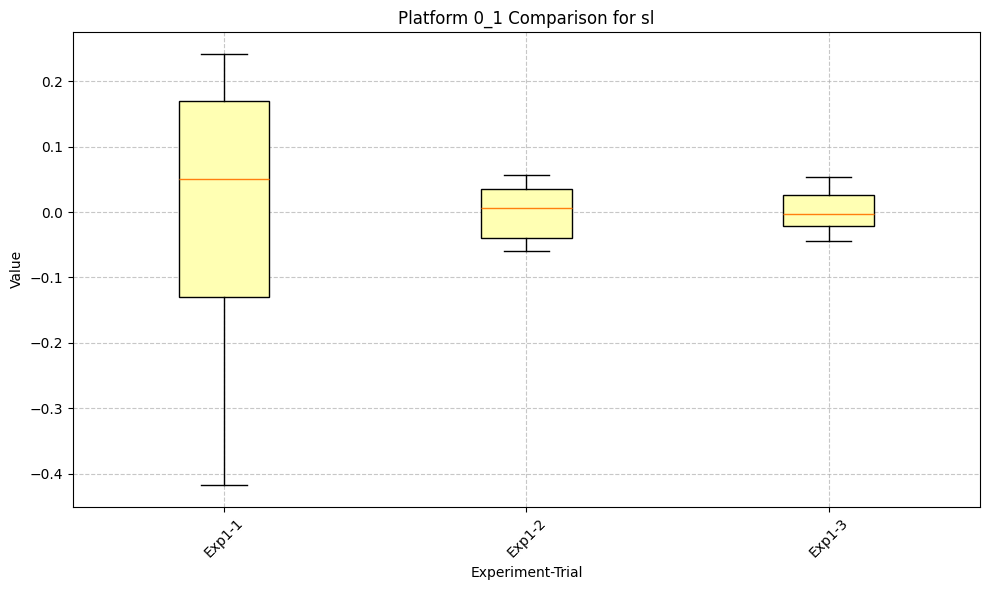 Platform 0_1 Comparison for sl
Value
0.2
0.1
0.0
−0.1
−0.2
−0.3
−0.4
Exp1-1
Exp1-2
Exp1-3
Experiment-Trial